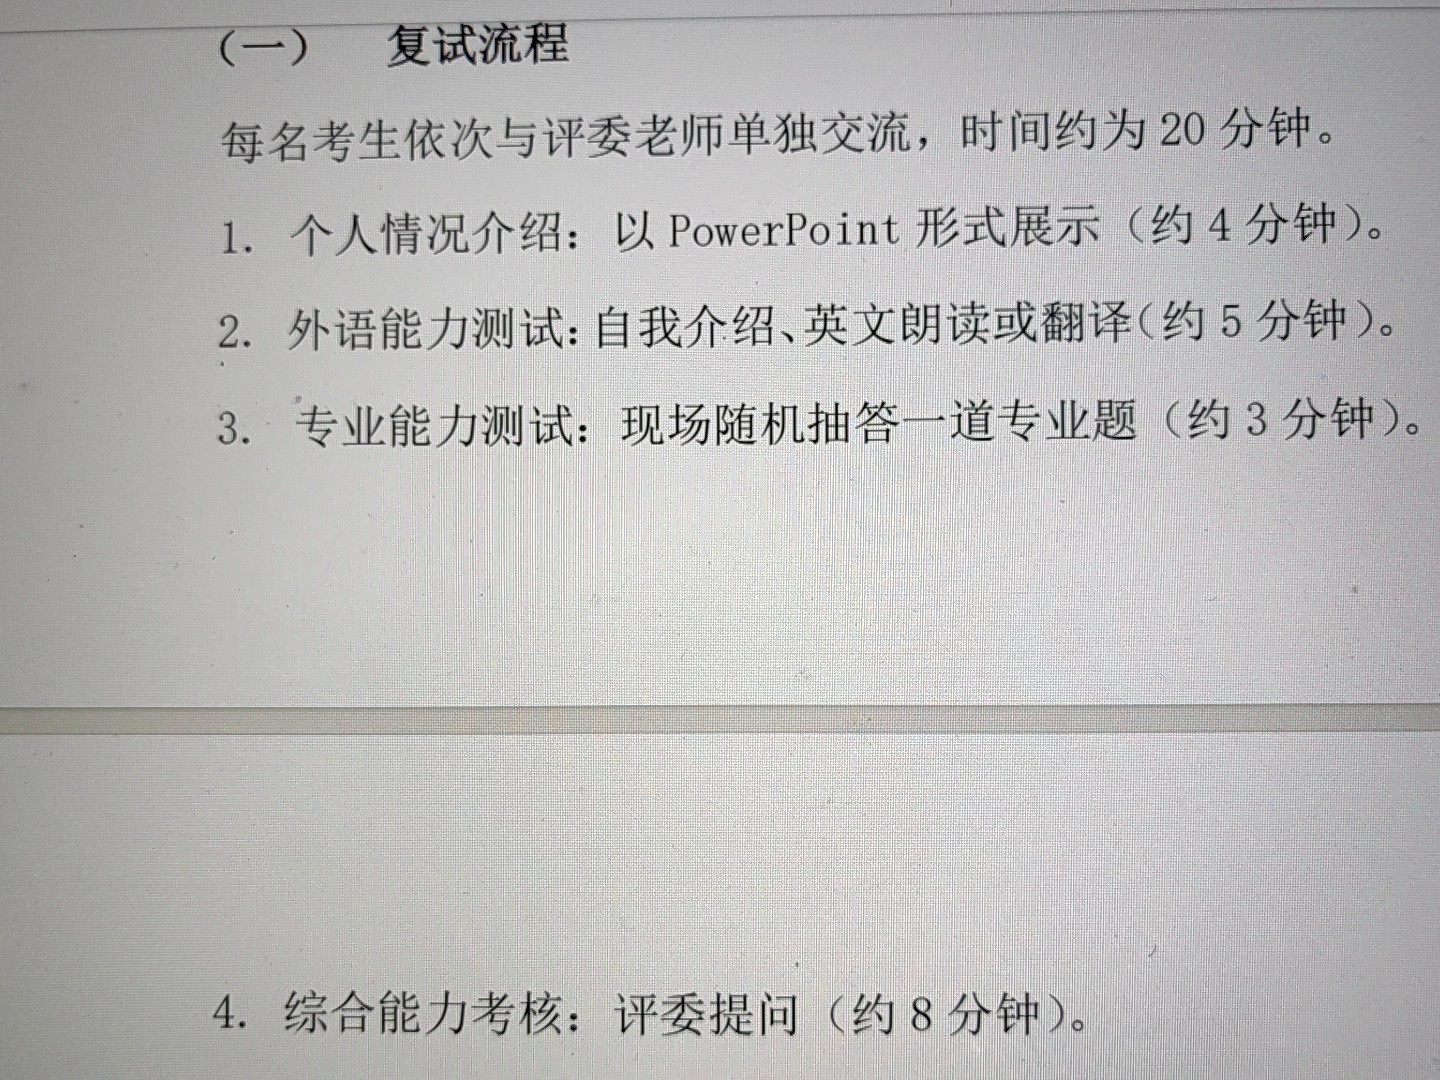 （一） 复试流程
每名考生依次与评委老师单独交流，时间约为 20 分钟。
1. 个人情况介绍：以 PowerPoint 形式展示（约 4 分钟）。
2. 外语能力测试：自我介绍、英文朗读或翻译（约 5 分钟）。
3. 专业能力测试：现场随机抽答一道专业题（约 3 分钟）。
4. 综合能力考核：评委提问（约 8 分钟）。